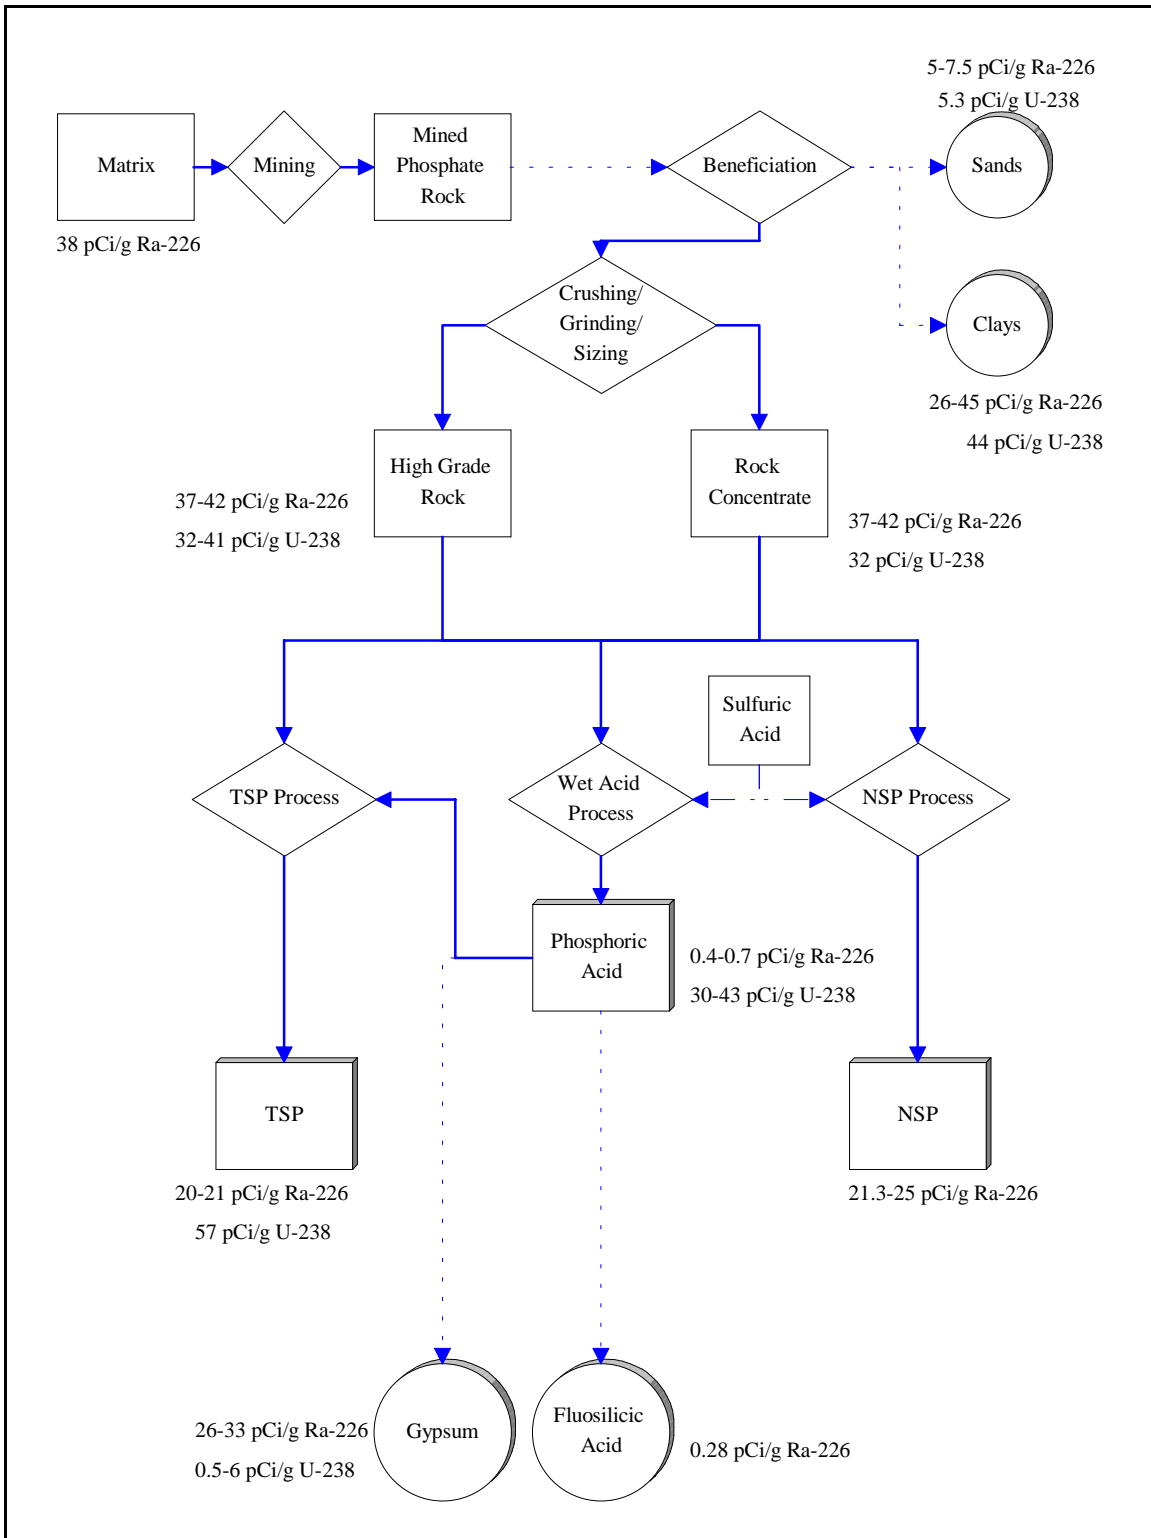 5-7.5 pCi/g Ra-226
5.3 pCi/g U-238
Matrix
Mining
Mined
Phosphate
Rock
Beneficiation
Sands
38 pCi/g Ra-226
Crushing/
Grinding/
Sizing
Clays
26-45 pCi/g Ra-226
44 pCi/g U-238
High Grade
Rock
Rock
Concentrate
37-42 pCi/g Ra-226
32-41 pCi/g U-238
37-42 pCi/g Ra-226
32 pCi/g U-238
Sulfuric
Acid
TSP Process
Wet Acid
Process
NSP Process
Phosphoric
Acid
0.4-0.7 pCi/g Ra-226
30-43 pCi/g U-238
TSP
NSP
20-21 pCi/g Ra-226
57 pCi/g U-238
21.3-25 pCi/g Ra-226
26-33 pCi/g Ra-226
0.5-6 pCi/g U-238
Gypsum
Fluosilicic
Acid
0.28 pCi/g Ra-226